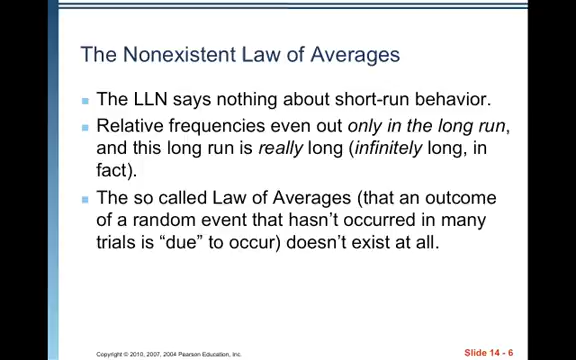 The Nonexistent Law of Averages
The LLN says nothing about short-run behavior.
Relative frequencies even out only in the long run,
and this long run is really long (infinitely long, in
fact).
The so called Law of Averages (that an outcome
of a random event that hasn’t occurred in many
trials is “due” to occur) doesn’t exist at all.
Copyright © 2010, 2007, 2004 Pearson Education, Inc.
Slide 14 - 6